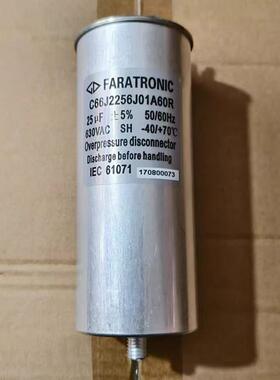 FARATRONIC
C66J2256J01A60R
25 μF ±5% 50/60Hz
630VAC SH -40/+70℃
Overpressure disconnector
Discharge before handling
IEC 61071 170800073